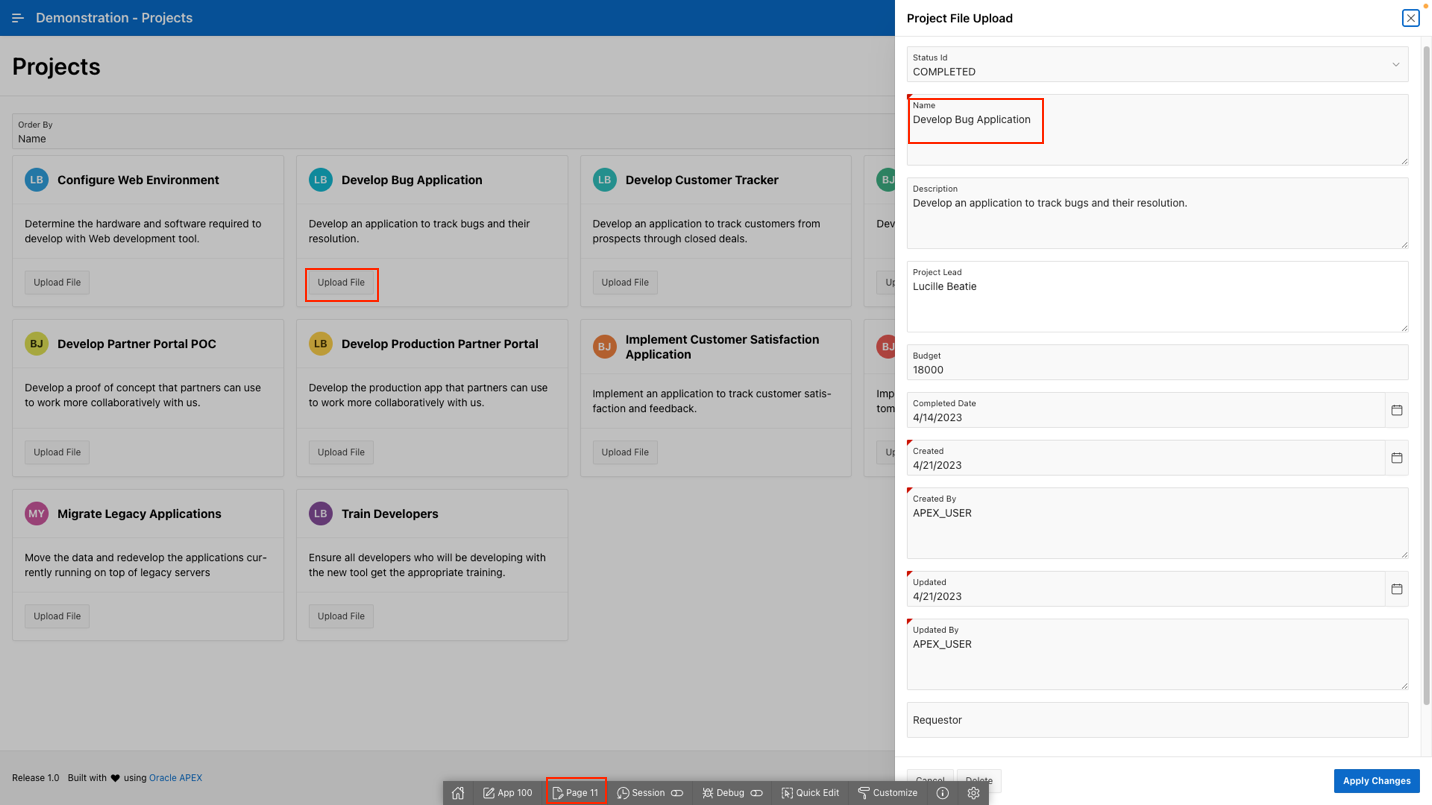 Demonstration - Projects
Projects
Order By
Name
LB Configure Web Environment
Determine the hardware and software required to
develop with Web development tool.
Upload File
LB Develop Bug Application
Develop an application to track bugs and their
resolution.
Upload File
LB Develop Customer Tracker
Develop an application to track customers from
prospects through closed deals.
Upload File
BJ
Dev
Up
BJ Develop Partner Portal POC
Develop a proof of concept that partners can use
to work more collaboratively with us.
Upload File
LB Develop Production Partner Portal
Develop the production app that partners can use
to work more collaboratively with us.
Upload File
BJ Implement Customer Satisfaction
Application
Implement an application to track customer satis-
faction and feedback.
Upload File
BJ
Imp
tom
Up
MY Migrate Legacy Applications
Move the data and redevelop the applications cur-
rently running on top of legacy servers
Upload File
LB Train Developers
Ensure all developers who will be developing with
the new tool get the appropriate training.
Upload File
Release 1.0 Built with ♥ using Oracle APEX
Project File Upload
Status Id
COMPLETED
Name
Develop Bug Application
Description
Develop an application to track bugs and their resolution.
Project Lead
Lucille Beatie
Budget
18000
Completed Date
4/14/2023
Created
4/21/2023
Created By
APEX_USER
Updated
4/21/2023
Updated By
APEX_USER
Requestor
Cancel Delete Apply Changes
App 100 Page 11 Session Debug Quick Edit Customize